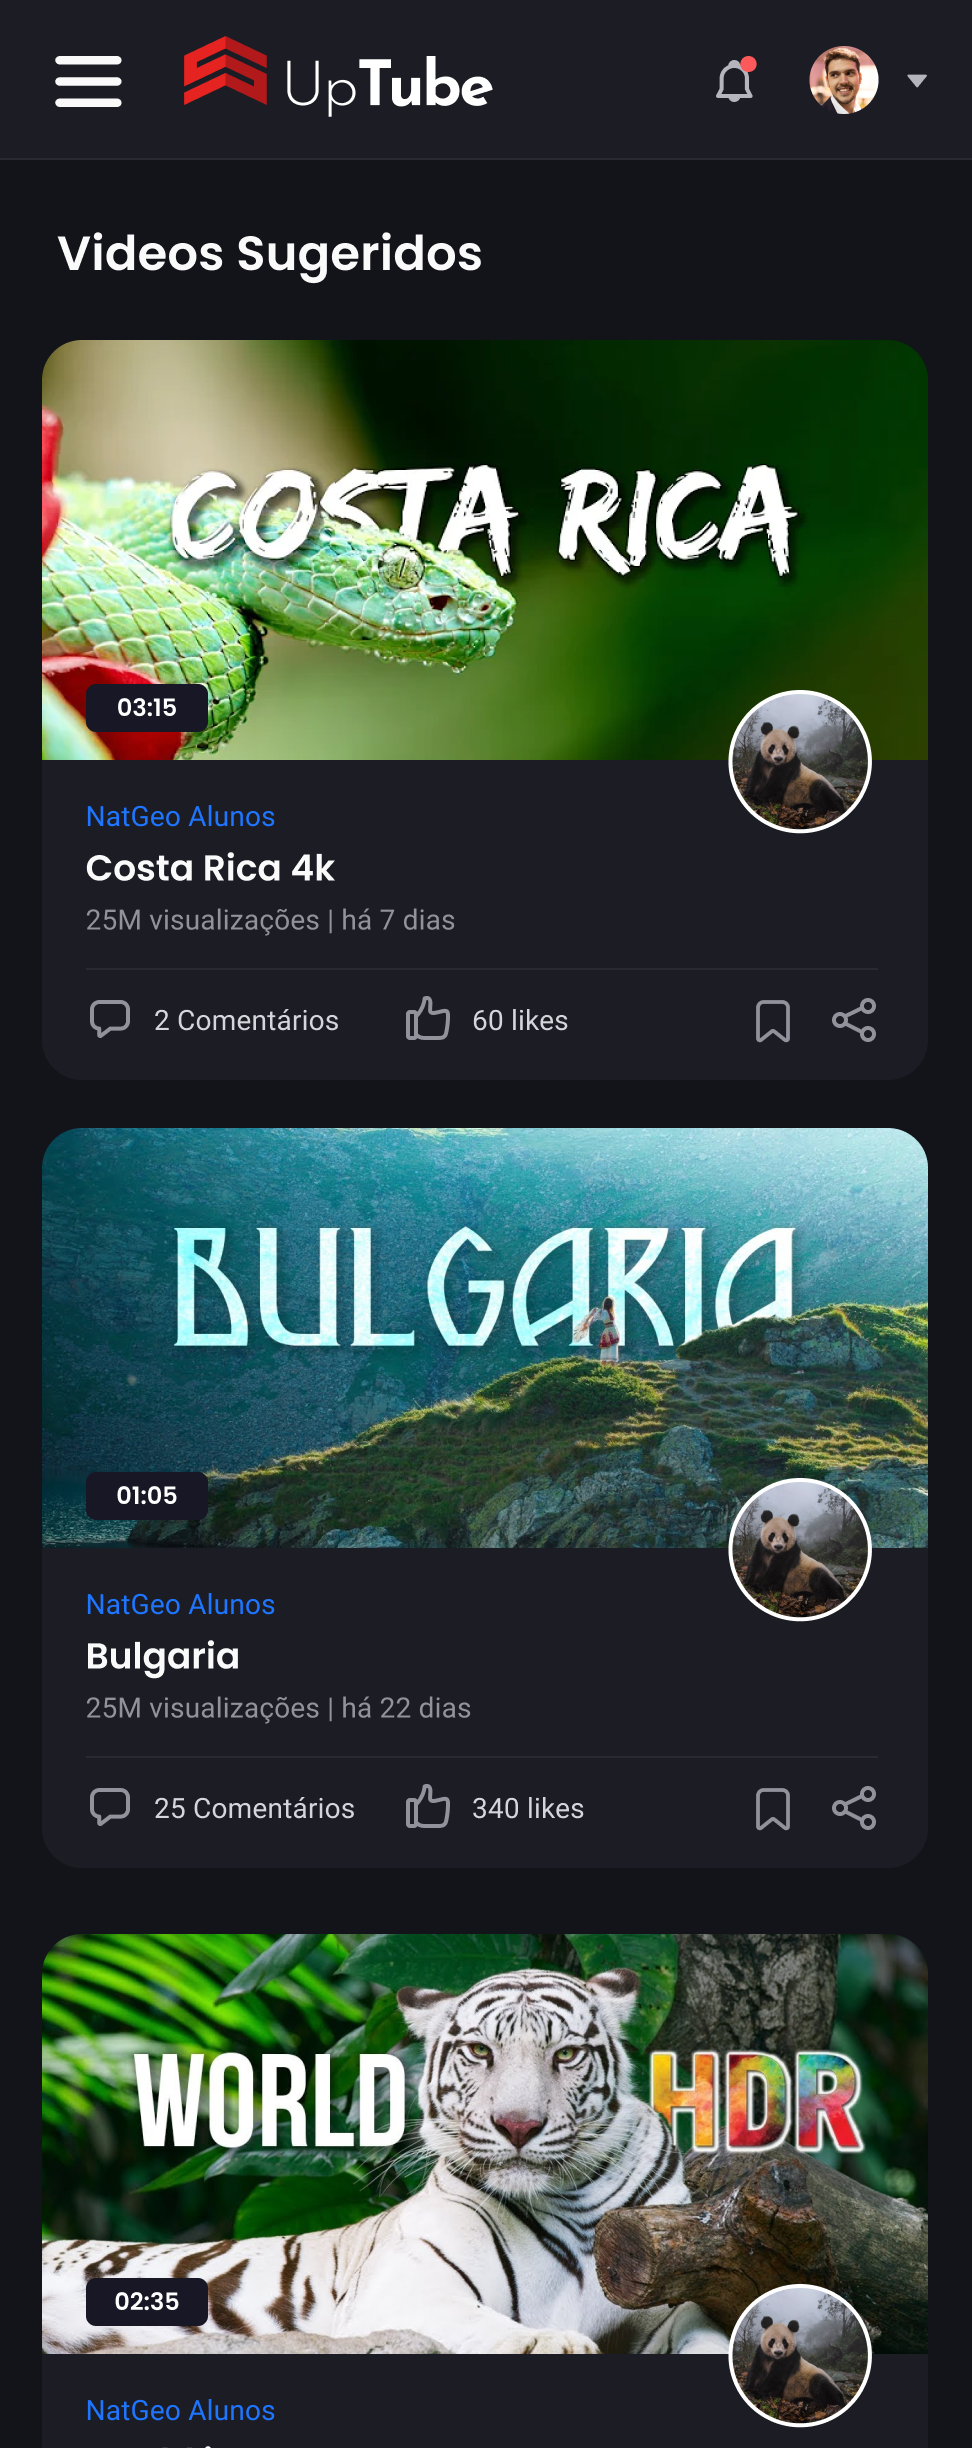 UpTube
Videos Sugeridos
COSTA RICA
03:15
NatGeo Alunos
Costa Rica 4k
25M visualizações | há 7 dias
2 Comentários 60 likes
BULGARIA
01:05
NatGeo Alunos
Bulgaria
25M visualizações | há 22 dias
25 Comentários 340 likes
WORLD HDR
02:35
NatGeo Alunos